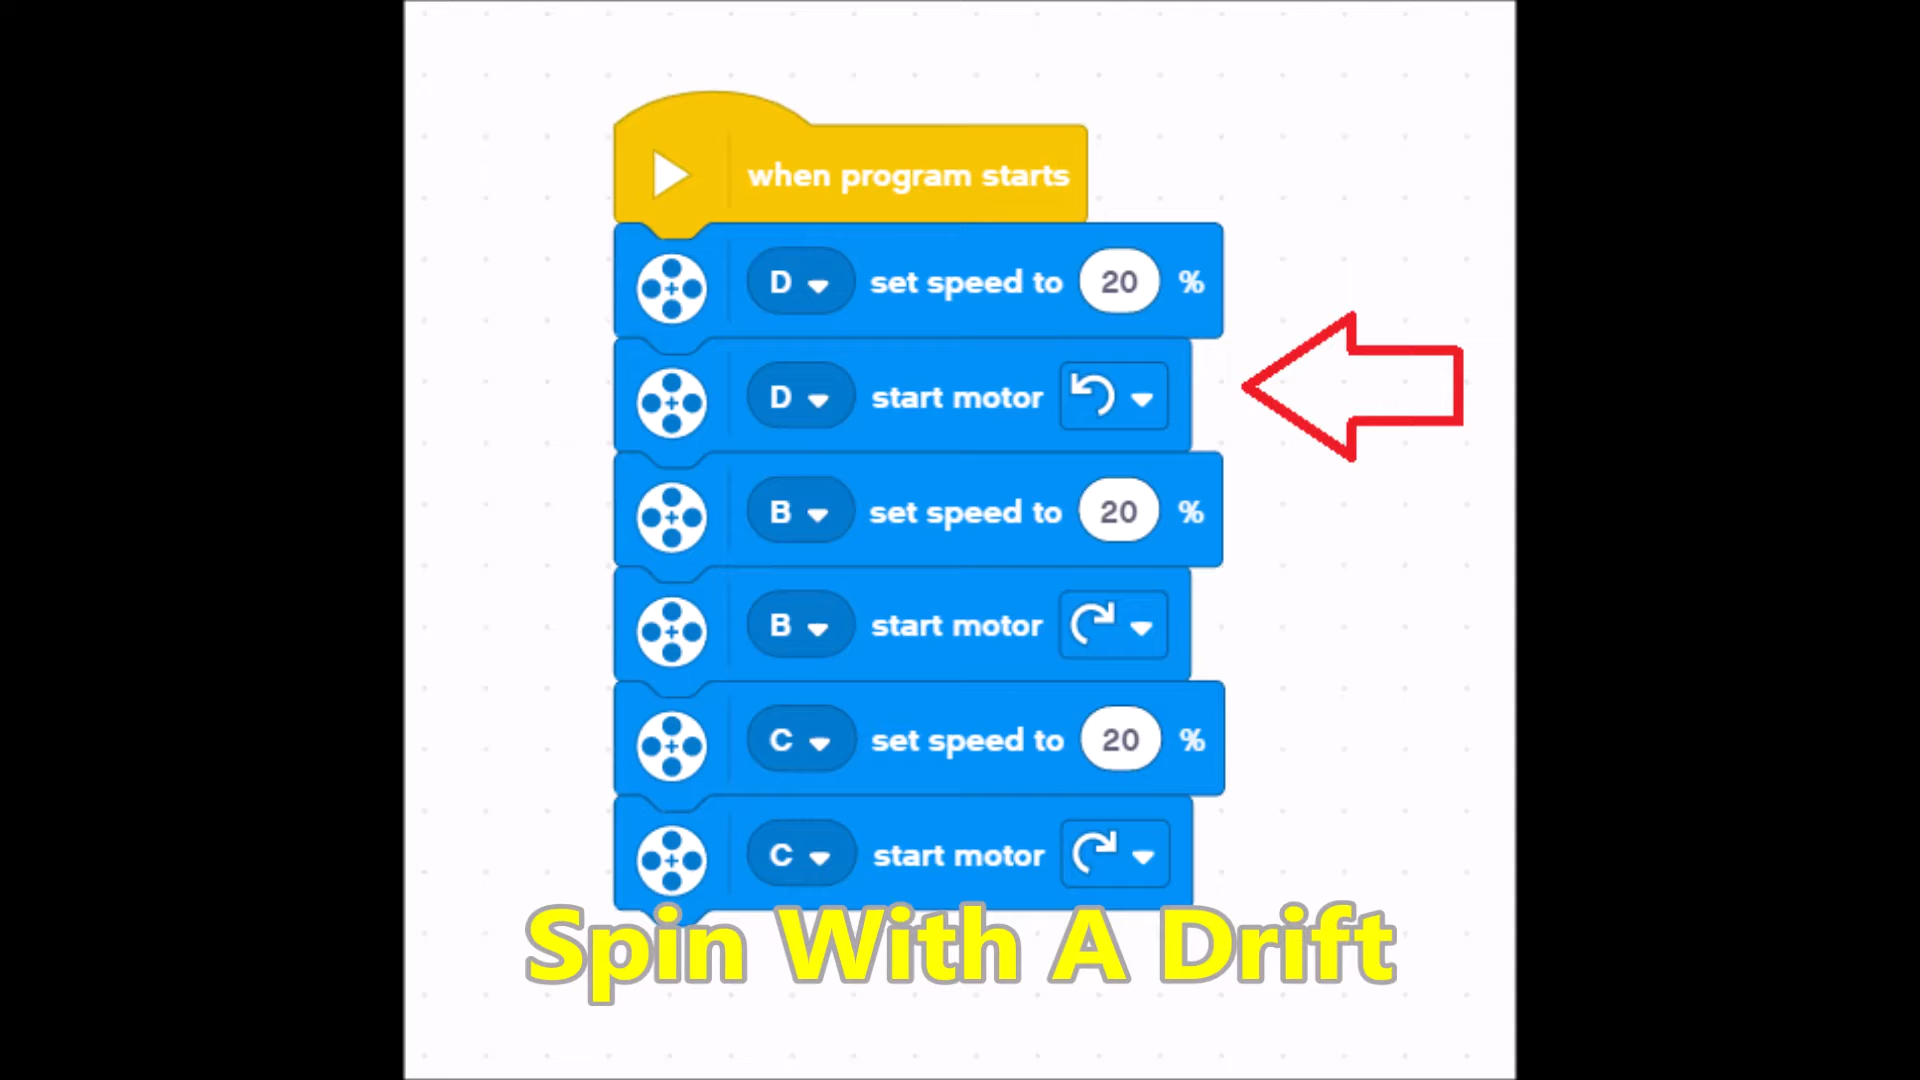 when program starts
D set speed to 20 %
D start motor
B set speed to 20 %
B start motor
C set speed to 20 %
C start motor
Spin With A Drift